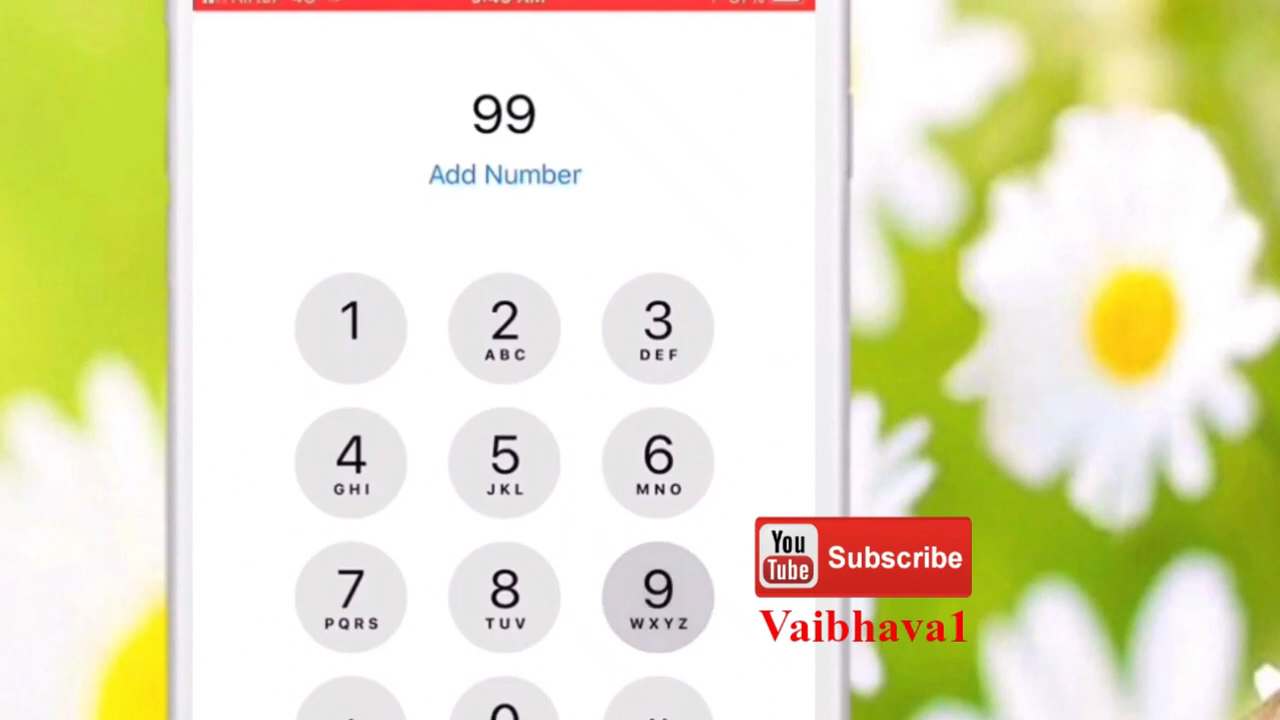 99
Add Number
1
2
ABC
3
DEF
4
GHI
5
JKL
6
MNO
7
PQRS
8
TUV
9
WXYZ
0
You
Tube
Subscribe
Vaibhava1